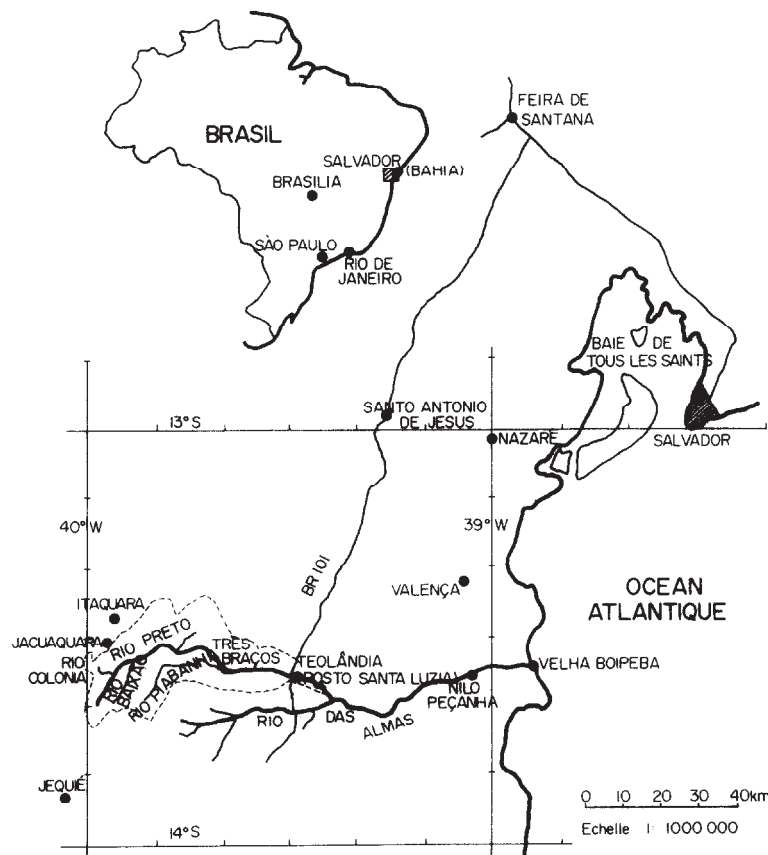 BRASIL
SALVADOR
(BAHIA)
BRASILIA
SÃO PAULO
RIO DE
JANEIRO
FEIRA DE
SANTANA
BAIE DE
TOUS LES SAINTS
SANTO ANTONIO
DE JESUS
13°S
NAZARE
SALVADOR
40°W
39°W
BR 101
VALENÇA
OCEAN
ATLANTIQUE
ITAQUARA
JACUAQUARA
RIO PRETO
TRES
BRAÇOS
RIO
COLONIA
RIO
BAIXÃO
RIO PIABANHA
TEOLÂNDIA
(POSTO SANTA LUZIA)
VELHA BOIPEBA
NILO
PEÇANHA
RIO DAS ALMAS
JEQUIÉ
0 10 20 30 40km
14°S
Echelle 1: 1000 000